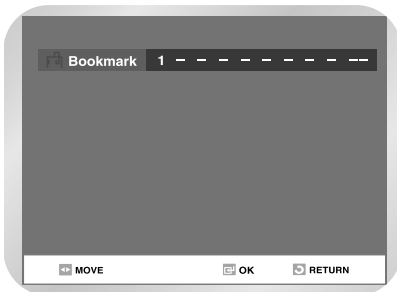 Bookmark 1 – – – – – – – – ––
MOVE OK RETURN